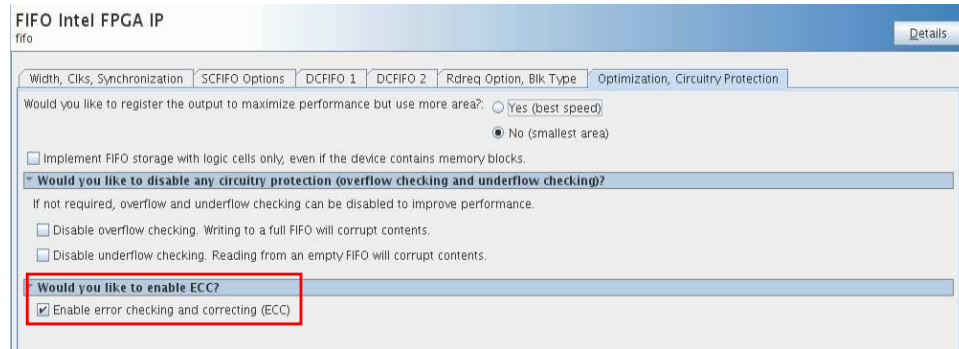 FIFO Intel FPGA IP
fifo
Details
Width, Clks, Synchronization SCFIFO Options DCFIFO 1 DCFIFO 2 Rdreq Option, Blk Type Optimization, Circuitry Protection
Would you like to register the output to maximize performance but use more area?: Yes (best speed)
No (smallest area)
Implement FIFO storage with logic cells only, even if the device contains memory blocks.
Would you like to disable any circuitry protection (overflow checking and underflow checking)?
If not required, overflow and underflow checking can be disabled to improve performance.
Disable overflow checking. Writing to a full FIFO will corrupt contents.
Disable underflow checking. Reading from an empty FIFO will corrupt contents.
Would you like to enable ECC?
Enable error checking and correcting (ECC)